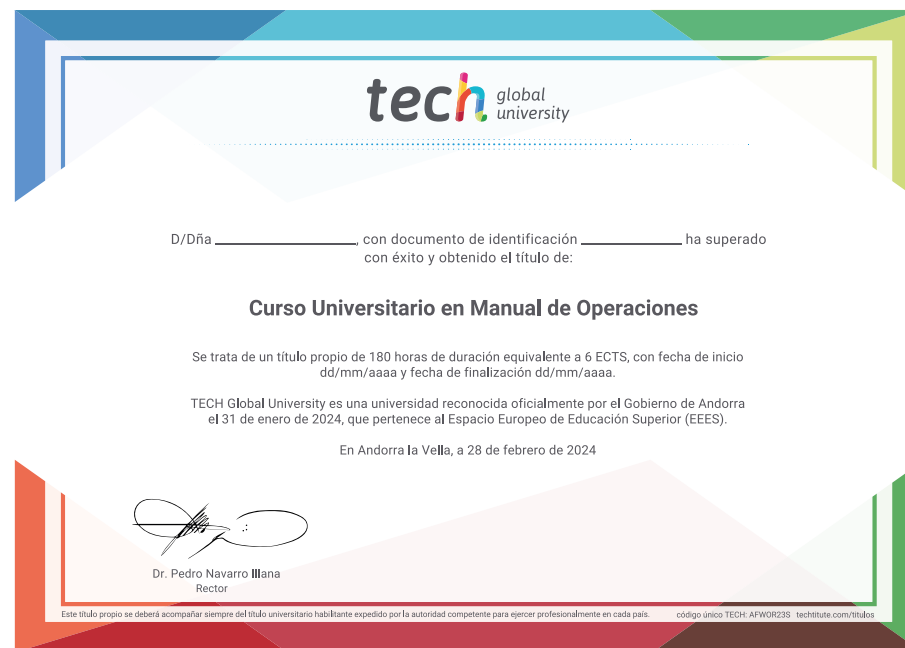 tech global university
D/Dña ________________, con documento de identificación ____________ ha superado
con éxito y obtenido el título de:
Curso Universitario en Manual de Operaciones
Se trata de un título propio de 180 horas de duración equivalente a 6 ECTS, con fecha de inicio
dd/mm/aaaa y fecha de finalización dd/mm/aaaa.
TECH Global University es una universidad reconocida oficialmente por el Gobierno de Andorra
el 31 de enero de 2024, que pertenece al Espacio Europeo de Educación Superior (EEES).
En Andorra la Vella, a 28 de febrero de 2024
Dr. Pedro Navarro Illana
Rector
Este título propio se deberá acompañar siempre del título universitario habilitante expedido por la autoridad competente para ejercer profesionalmente en cada país. código único TECH: AFWOR23S techtitute.com/titulos